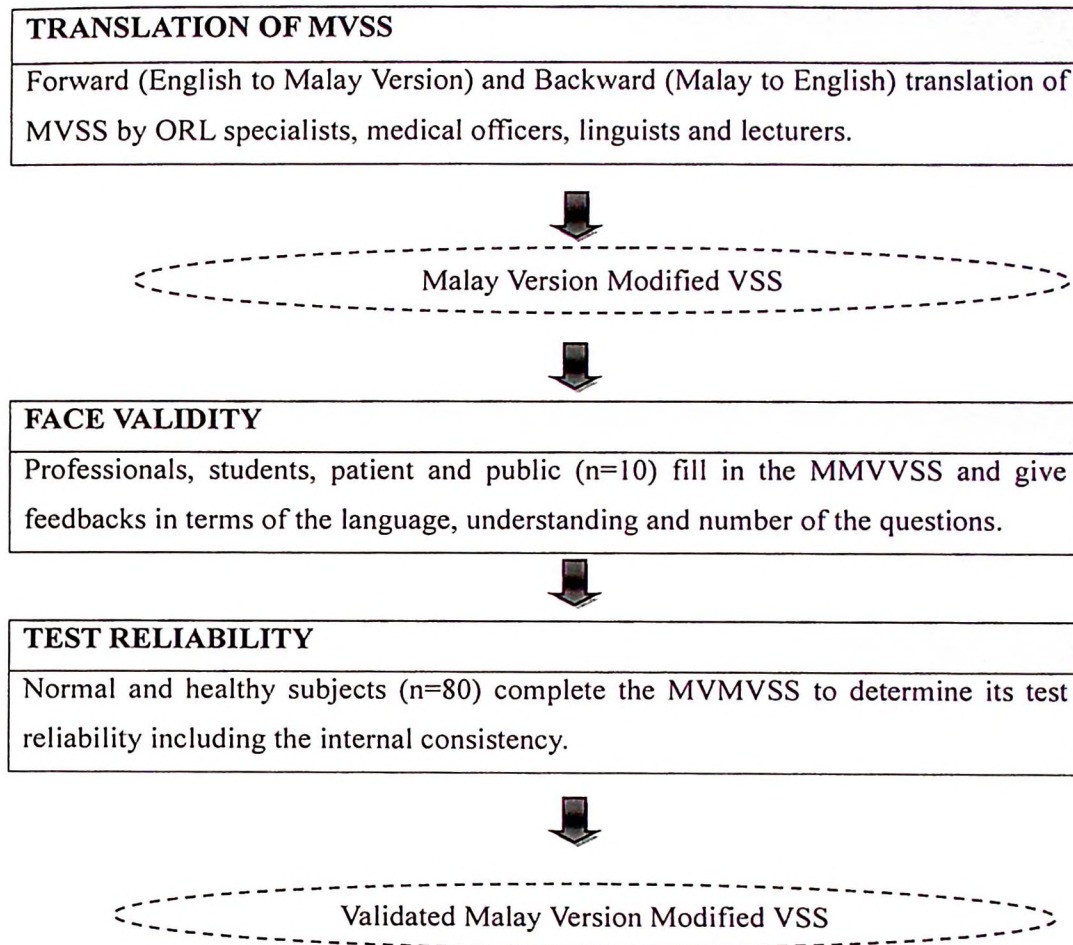 TRANSLATION OF MVSS
Forward (English to Malay Version) and Backward (Malay to English) translation of
MVSS by ORL specialists, medical officers, linguists and lecturers.
Malay Version Modified VSS
FACE VALIDITY
Professionals, students, patient and public (n=10) fill in the MMVVSS and give
feedbacks in terms of the language, understanding and number of the questions.
TEST RELIABILITY
Normal and healthy subjects (n=80) complete the MVMVSS to determine its test
reliability including the internal consistency.
Validated Malay Version Modified VSS